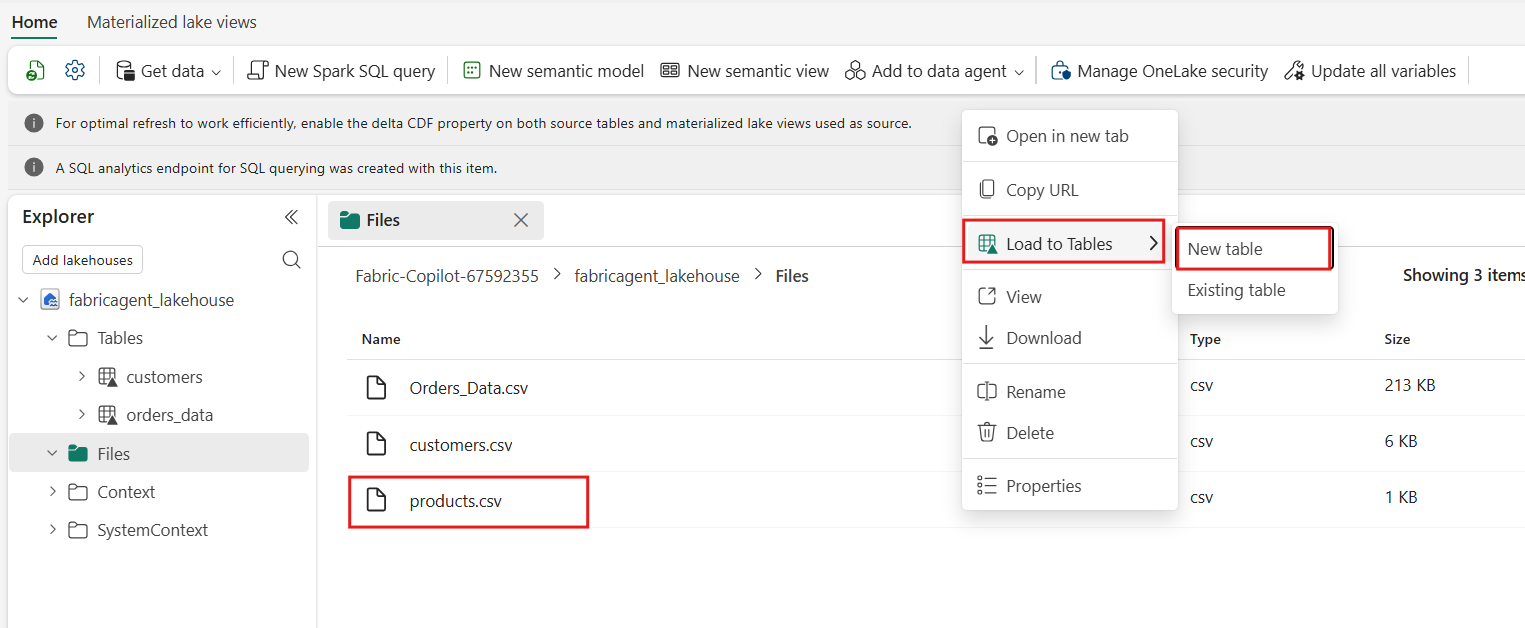 Home Materialized lake views
Get data New Spark SQL query New semantic model New semantic view Add to data agent Manage OneLake security Update all variables
For optimal refresh to work efficiently, enable the delta CDF property on both source tables and materialized lake views used as source.
A SQL analytics endpoint for SQL querying was created with this item.
Explorer
Add lakehouses
fabricagent_lakehouse
Tables
customers
orders_data
Files
Context
SystemContext
Files
Fabric-Copilot-67592355 > fabricagent_lakehouse > Files
Showing 3 items
Name Type Size
Orders_Data.csv csv 213 KB
customers.csv csv 6 KB
products.csv csv 1 KB
Open in new tab
Copy URL
Load to Tables
View
Download
Rename
Delete
Properties
New table
Existing table